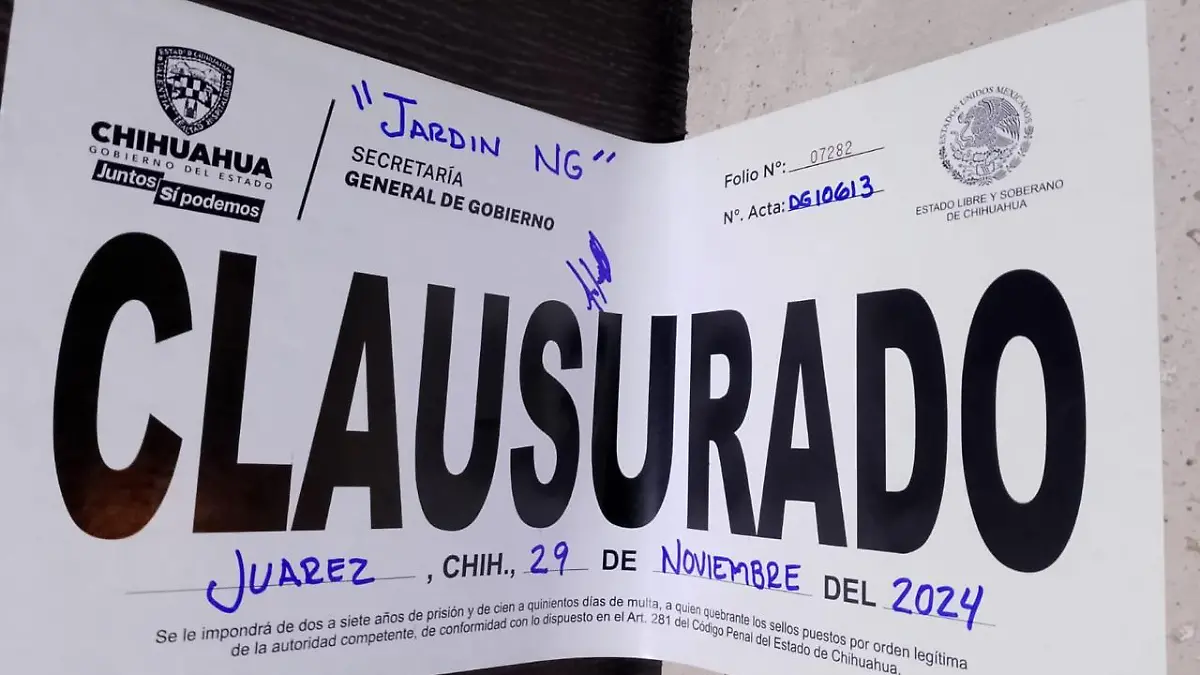 CHIHUAHUA
GOBIERNO DEL ESTADO
Juntos
Sí podemos
"JARDIN NG"
SECRETARÍA
GENERAL DE GOBIERNO
Folio Nº: 07282
Nº. Acta: DG10613
ESTADOS UNIDOS MEXICANOS
ESTADO LIBRE Y SOBERANO
DE CHIHUAHUA
CLAUSURADO
JUAREZ, CHIH., 29 DE NOVIEMBRE DEL 2024
Se le impondrá de dos a siete años de prisión y de cien a quinientos días de multa, a quien quebrante los sellos puestos por orden legítima
de la autoridad competente, de conformidad con lo dispuesto en el Art. 281 del Código Penal del Estado de Chihuahua.